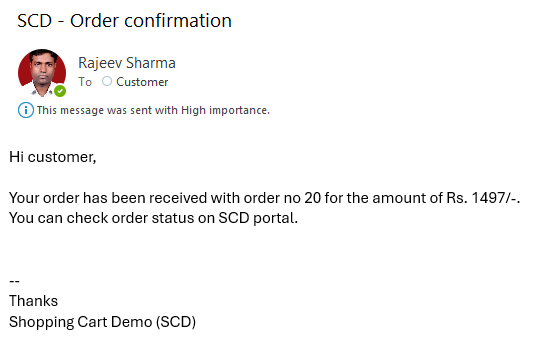 SCD - Order confirmation
Rajeev Sharma
To Customer
This message was sent with High importance.
Hi customer,
Your order has been received with order no 20 for the amount of Rs. 1497/-.
You can check order status on SCD portal.
--
Thanks
Shopping Cart Demo (SCD)